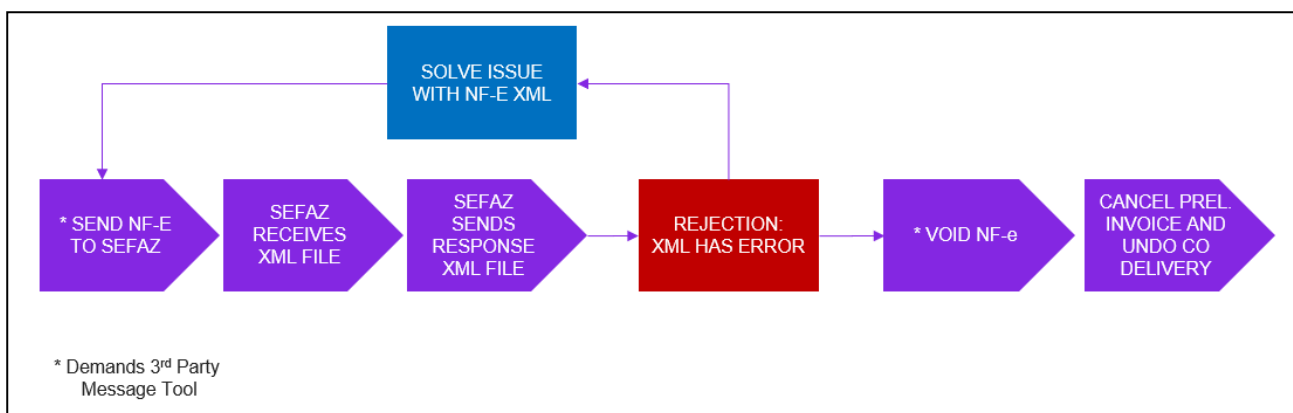 SOLVE ISSUE
WITH NF-E XML
* SEND NF-E
TO SEFAZ
SEFAZ
RECEIVES
XML FILE
SEFAZ
SENDS
RESPONSE
XML FILE
REJECTION:
XML HAS ERROR
* VOID NF-e
CANCEL PREL.
INVOICE AND
UNDO CO
DELIVERY
* Demands 3rd Party
Message Tool